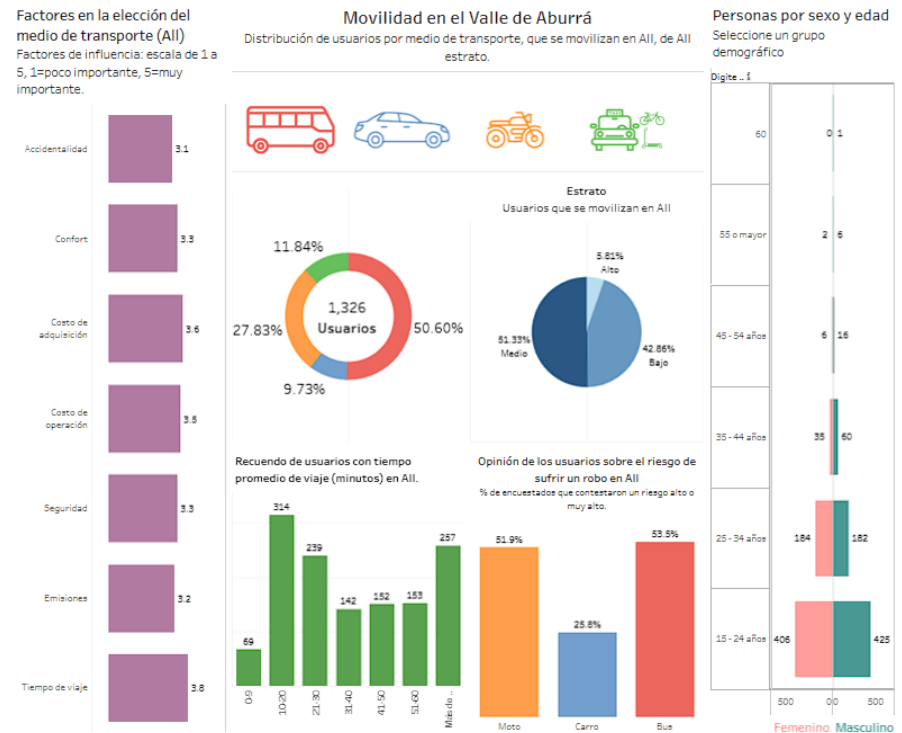 Factores en la elección del
medio de transporte (All)
Factores de influencia: escala de 1 a
5, 1=poco importante, 5=muy
importante.
Accidentalidad
3.1
Confort
3.3
Costo de
adquisición
3.6
Costo de
operación
3.5
Seguridad
3.3
Emisiones
3.2
Tiempo de viaje
3.8
Movilidad en el Valle de Aburrá
Distribución de usuarios por medio de transporte, que se movilizan en All, de All
estrato.
11.84%
27.83%
1,326
Usuarios
50.60%
9.73%
Estrato
Usuarios que se movilizan en All
5.81%
Alto
51.33%
Medio
42.86%
Bajo
Recuendo de usuarios con tiempo
promedio de viaje (minutos) en All.
69
314
239
142
152
153
257
0-9
10-20
21-30
31-40
41-50
51-60
Más de ..
Opinión de los usuarios sobre el riesgo de
sufrir un robo en All
% de encuestados que contestaron un riesgo alto o
muy alto.
51.9%
25.8%
53.5%
Moto
Carro
Bus
Personas por sexo y edad
Seleccione un grupo
demográfico
Digite ..
60
0 1
55 o mayor
2 6
45 - 54 años
6 16
35 - 44 años
35 60
25 - 34 años
184 182
15 - 24 años
406 425
500 0 0 500
Femenino Masculino